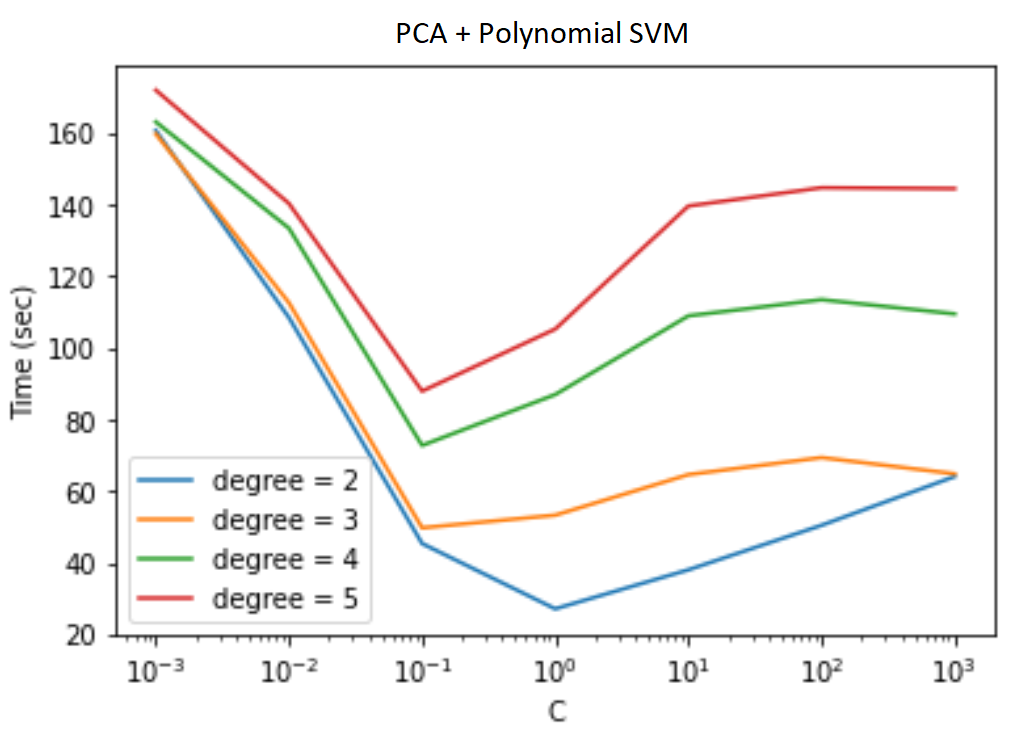 PCA + Polynomial SVM
Time (sec)
160
140
120
100
80
60
40
20
degree = 2
degree = 3
degree = 4
degree = 5
10⁻³ 10⁻² 10⁻¹ 10⁰ 10¹ 10² 10³
C